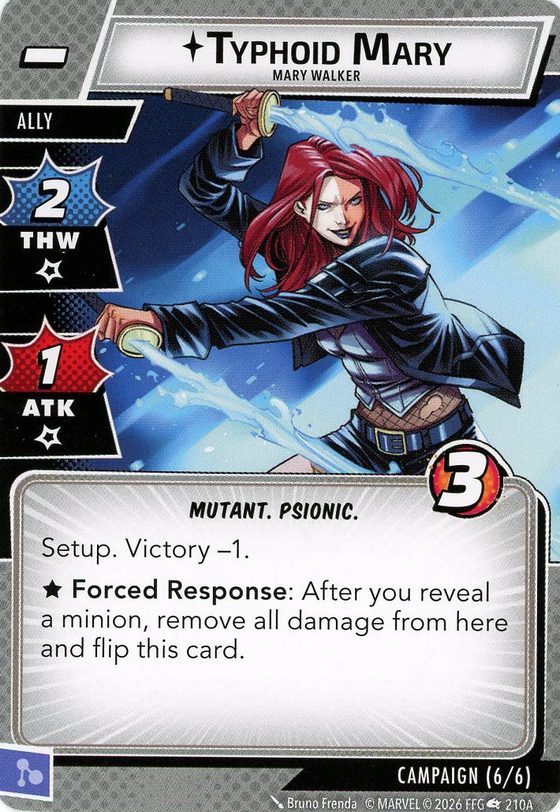 TYPHOID MARY
MARY WALKER
ALLY
2
THW
1
ATK
3
MUTANT. PSIONIC.
Setup. Victory –1.
★ Forced Response: After you reveal
a minion, remove all damage from here
and flip this card.
CAMPAIGN (6/6)
Bruno Frenda © MARVEL © 2026 FFG 210A